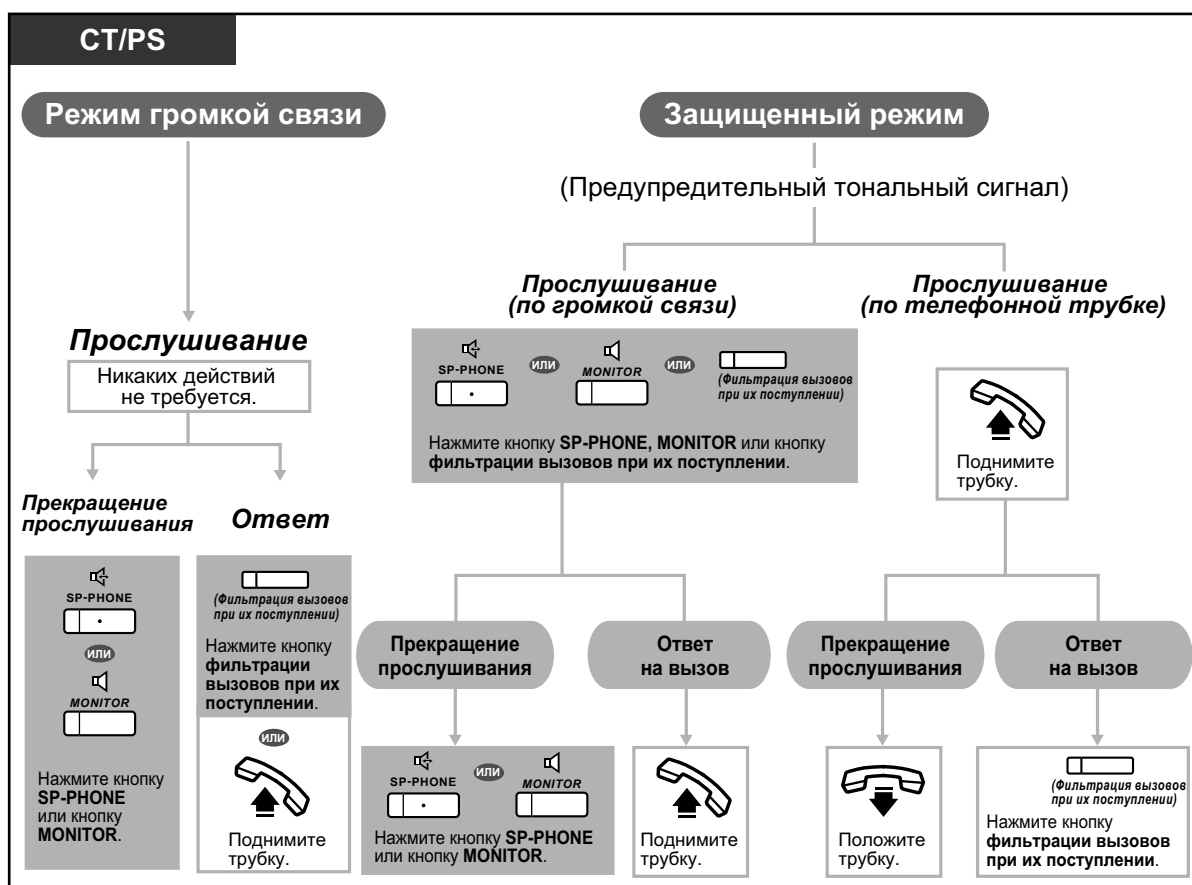 CT/PS
Режим громкой связи
Прослушивание
Никаких действий
не требуется.
Прекращение
прослушивания
SP-PHONE
или
MONITOR
Нажмите кнопку
SP-PHONE
или кнопку
MONITOR.
Ответ
(Фильтрация вызовов
при их поступлении)
Нажмите кнопку
фильтрации
вызовов при их
поступлении.
или
Поднимите
трубку.
Защищенный режим
(Предупредительный тональный сигнал)
Прослушивание
(по громкой связи)
SP-PHONE
или
MONITOR
или
(Фильтрация вызовов
при их поступлении)
Нажмите кнопку SP-PHONE, MONITOR или кнопку
фильтрации вызовов при их поступлении.
Прекращение
прослушивания
SP-PHONE
или
MONITOR
Нажмите кнопку SP-PHONE
или кнопку MONITOR.
Ответ
на вызов
Поднимите
трубку.
Прослушивание
(по телефонной трубке)
Поднимите
трубку.
Прекращение
прослушивания
Положите
трубку.
Ответ
на вызов
(Фильтрация вызовов
при их поступлении)
Нажмите кнопку
фильтрации вызовов
при их поступлении.